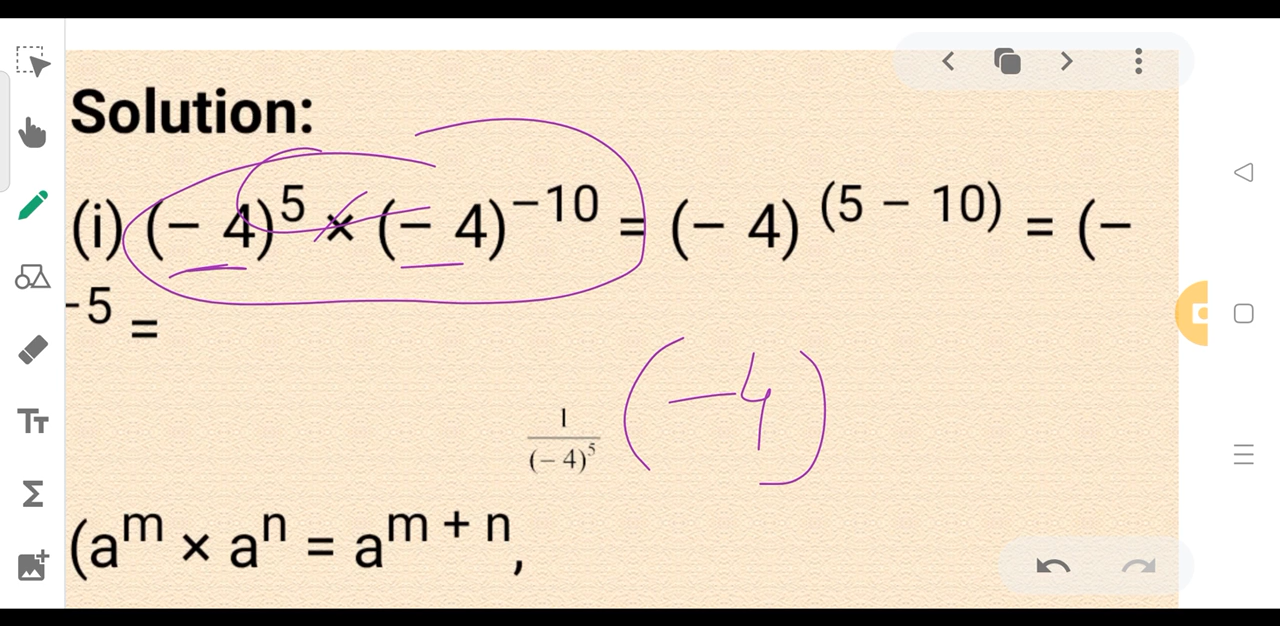 Solution:
(i) (– 4)⁵ × (– 4)⁻¹⁰ = (– 4) ⁽⁵ ⁻ ¹⁰⁾ = (–
⁻⁵ =
1/(– 4)⁵ (–4)
(aᵐ × aⁿ = aᵐ ⁺ ⁿ,